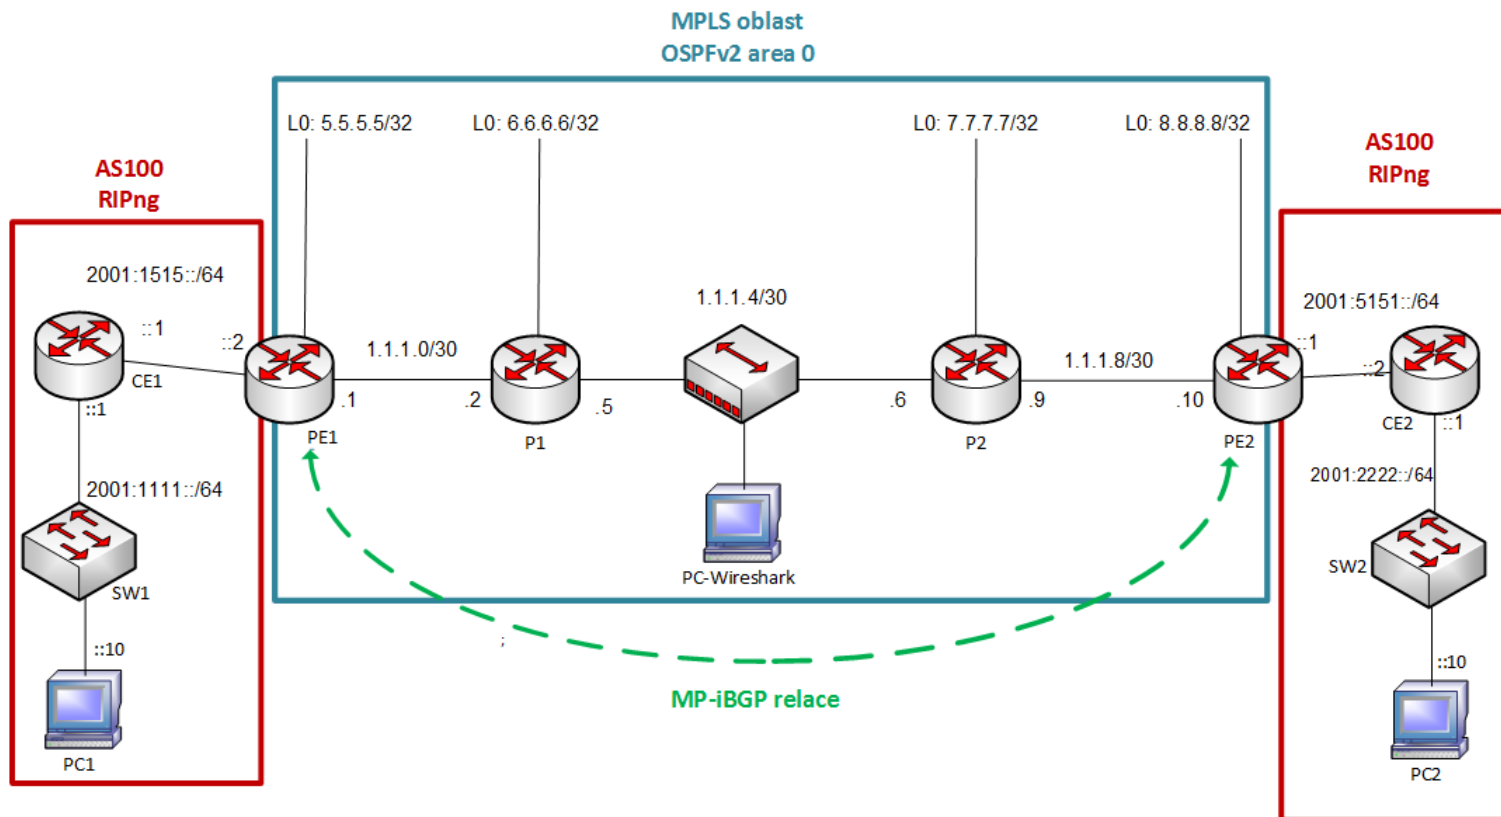 MPLS oblast
OSPFv2 area 0
L0: 5.5.5.5/32
L0: 6.6.6.6/32
L0: 7.7.7.7/32
L0: 8.8.8.8/32
AS100
RIPng
AS100
RIPng
2001:1515::/64
1.1.1.4/30
2001:5151::/64
::1
::2
1.1.1.0/30
1.1.1.8/30
::1
::2
CE1
.1
.2
.5
.6
.9
.10
CE2
::1
::1
PE1
P1
P2
PE2
2001:1111::/64
2001:2222::/64
PC-Wireshark
SW1
SW2
;
::10
::10
MP-iBGP relace
PC1
PC2